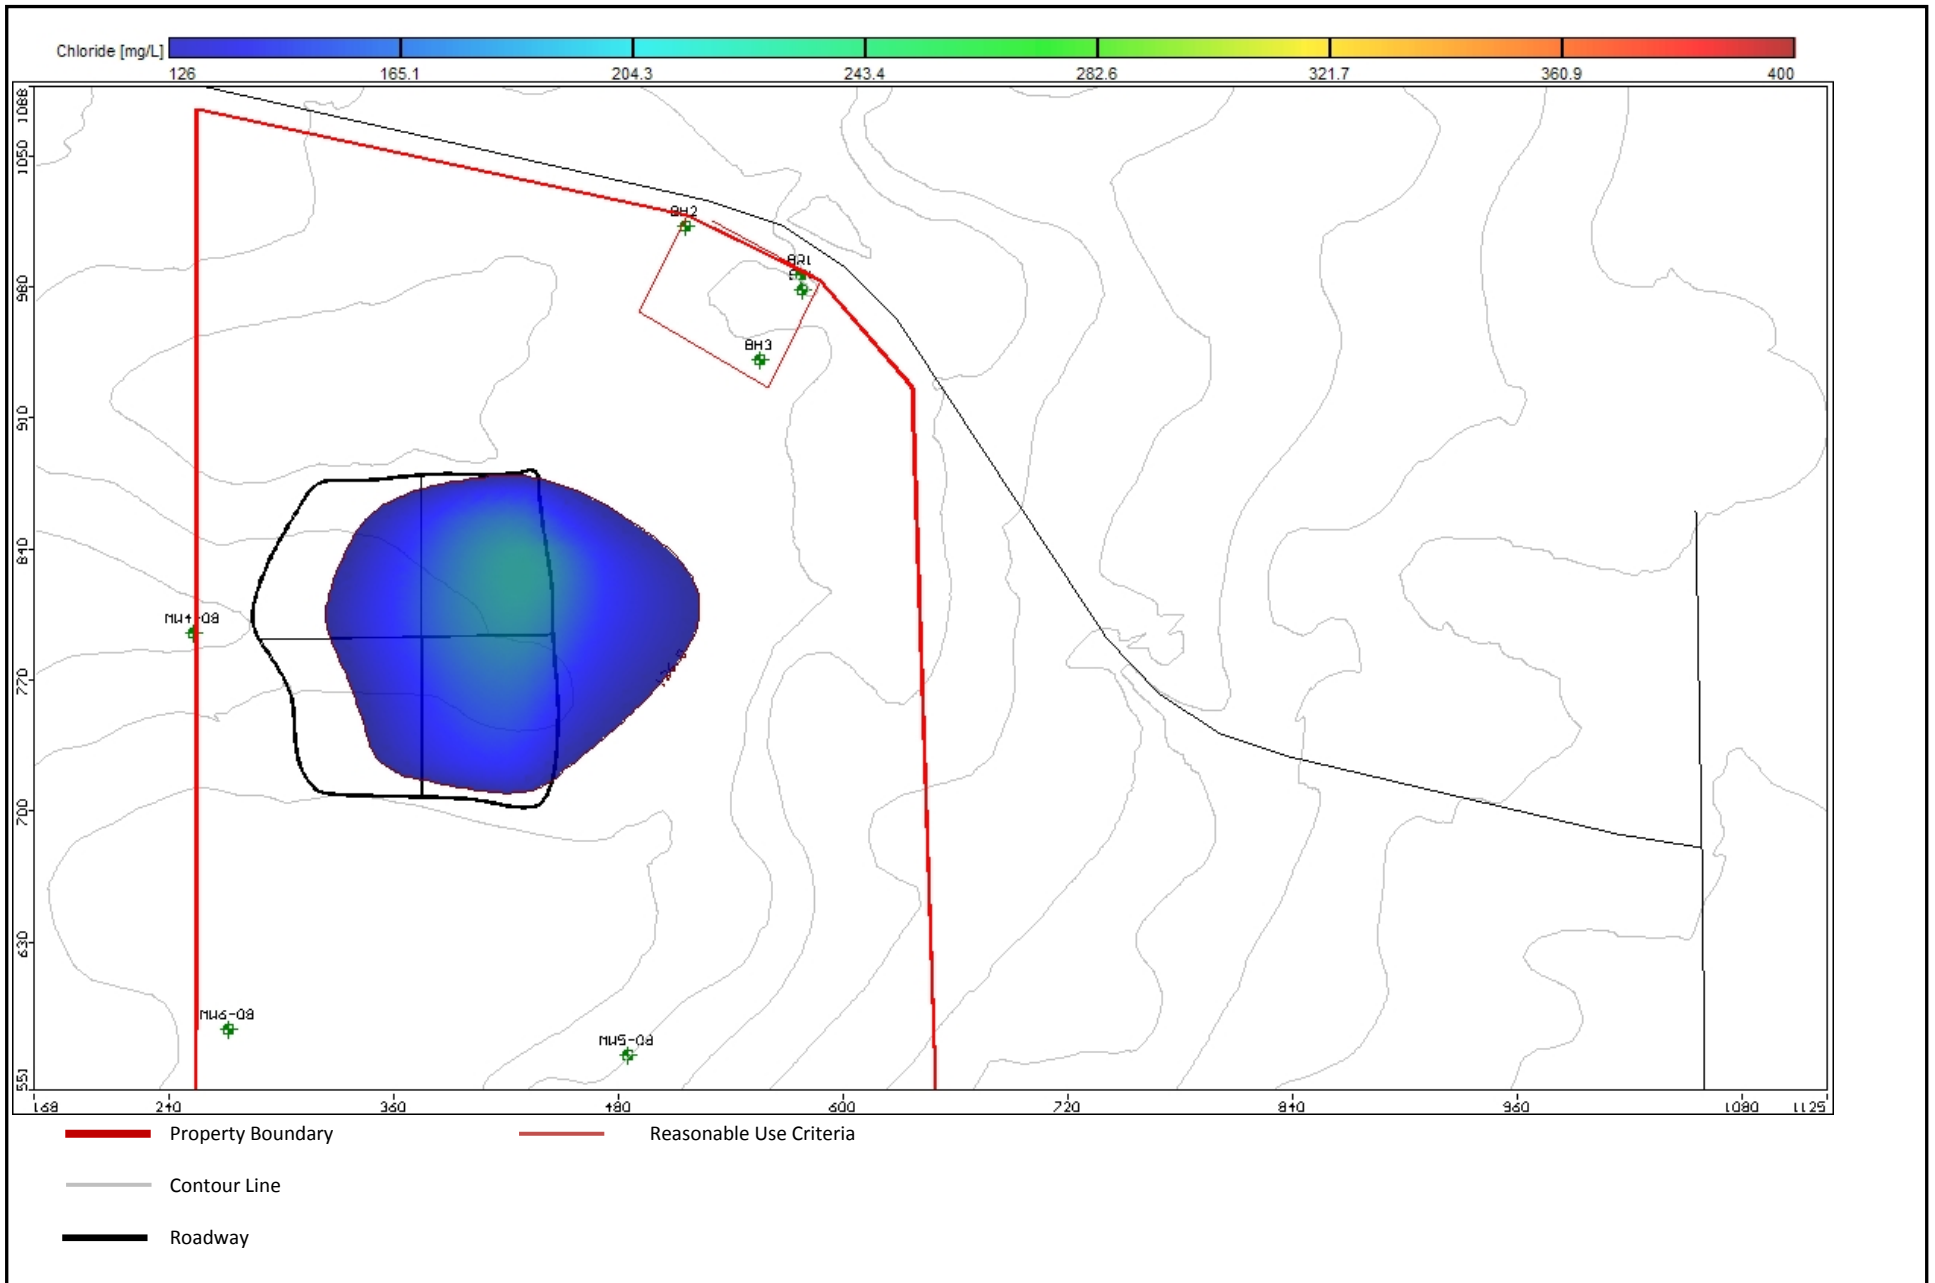 Chloride [mg/L]
126 165.1 204.3 243.4 282.6 321.7 360.9 400
1088
1050
980
910
840
770
700
630
551
BH2
BR1
BH3
MW4-08
MW6-08
MW5-08
168 240 360 480 600 720 840 960 1080 1125
Property Boundary
Reasonable Use Criteria
Contour Line
Roadway